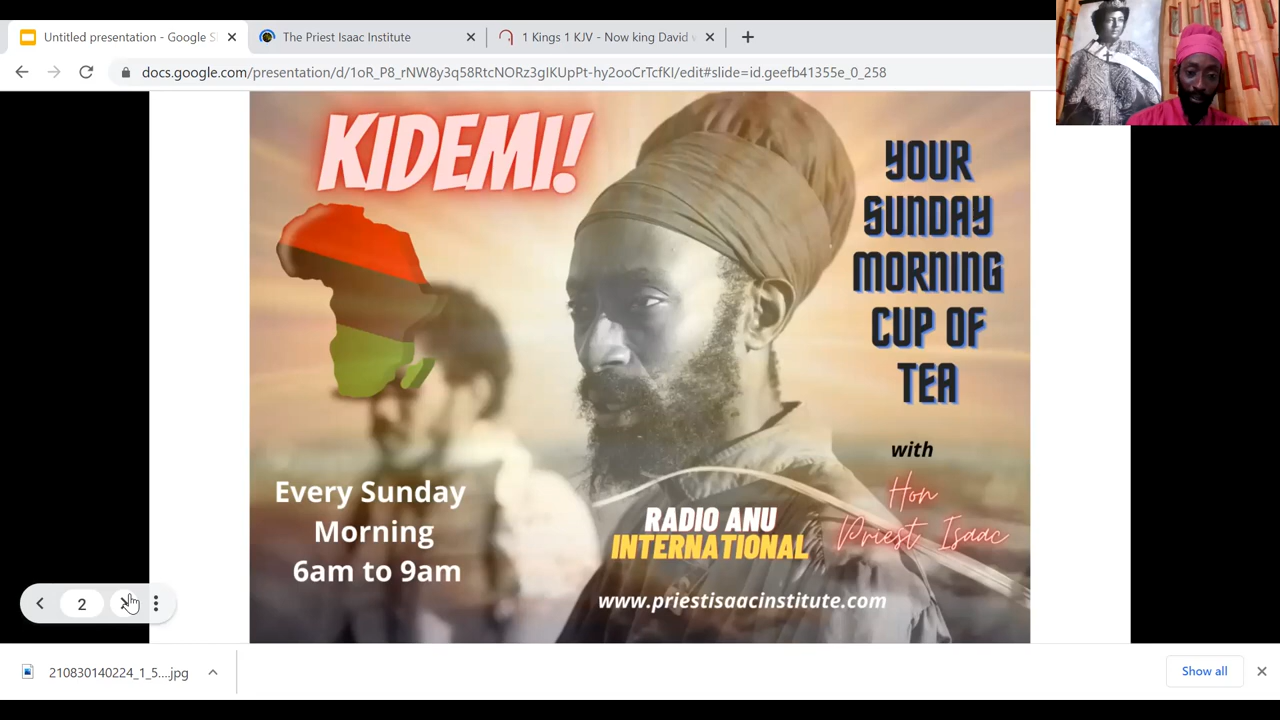 Untitled presentation - Google S
The Priest Isaac Institute
1 Kings 1 KJV - Now king David w
docs.google.com/presentation/d/1oR_P8_rNW8y3q58RtcNORz3gIKUpPt-hy2ooCrTcfKI/edit#slide=id.geefb41355e_0_258
KIDEMI!
YOUR
SUNDAY
MORNING
CUP OF
TEA
with
Hon
Priest Isaac
Every Sunday
Morning
6am to 9am
RADIO ANU
INTERNATIONAL
www.priestisaacinstitute.com
2
210830140224_1_5....jpg
Show all